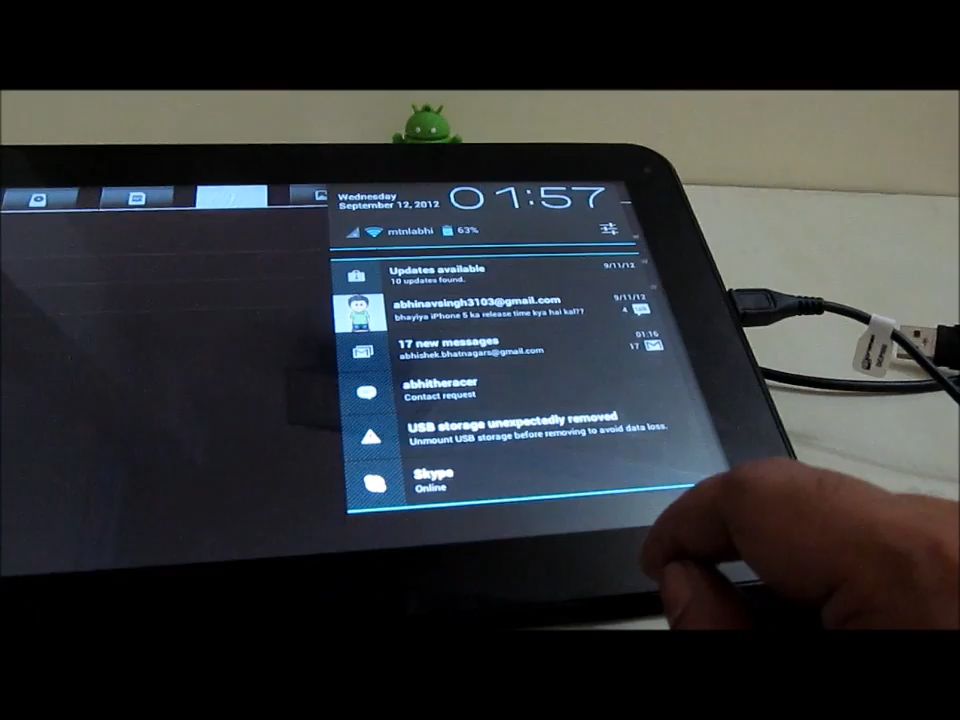 Wednesday
September 12, 2012
01:57
mtnlabhi
63%
Updates available
9/11/12
10 updates found.
abhinavsingh3103@gmail.com
9/11/12
bhayiya iPhone 5 ka release time kya hai kal??
4
17 new messages
01:16
abhishek.bhatnagars@gmail.com
17
abhitheracer
Contact request
USB storage unexpectedly removed
Unmount USB storage before removing to avoid data loss.
Skype
Online